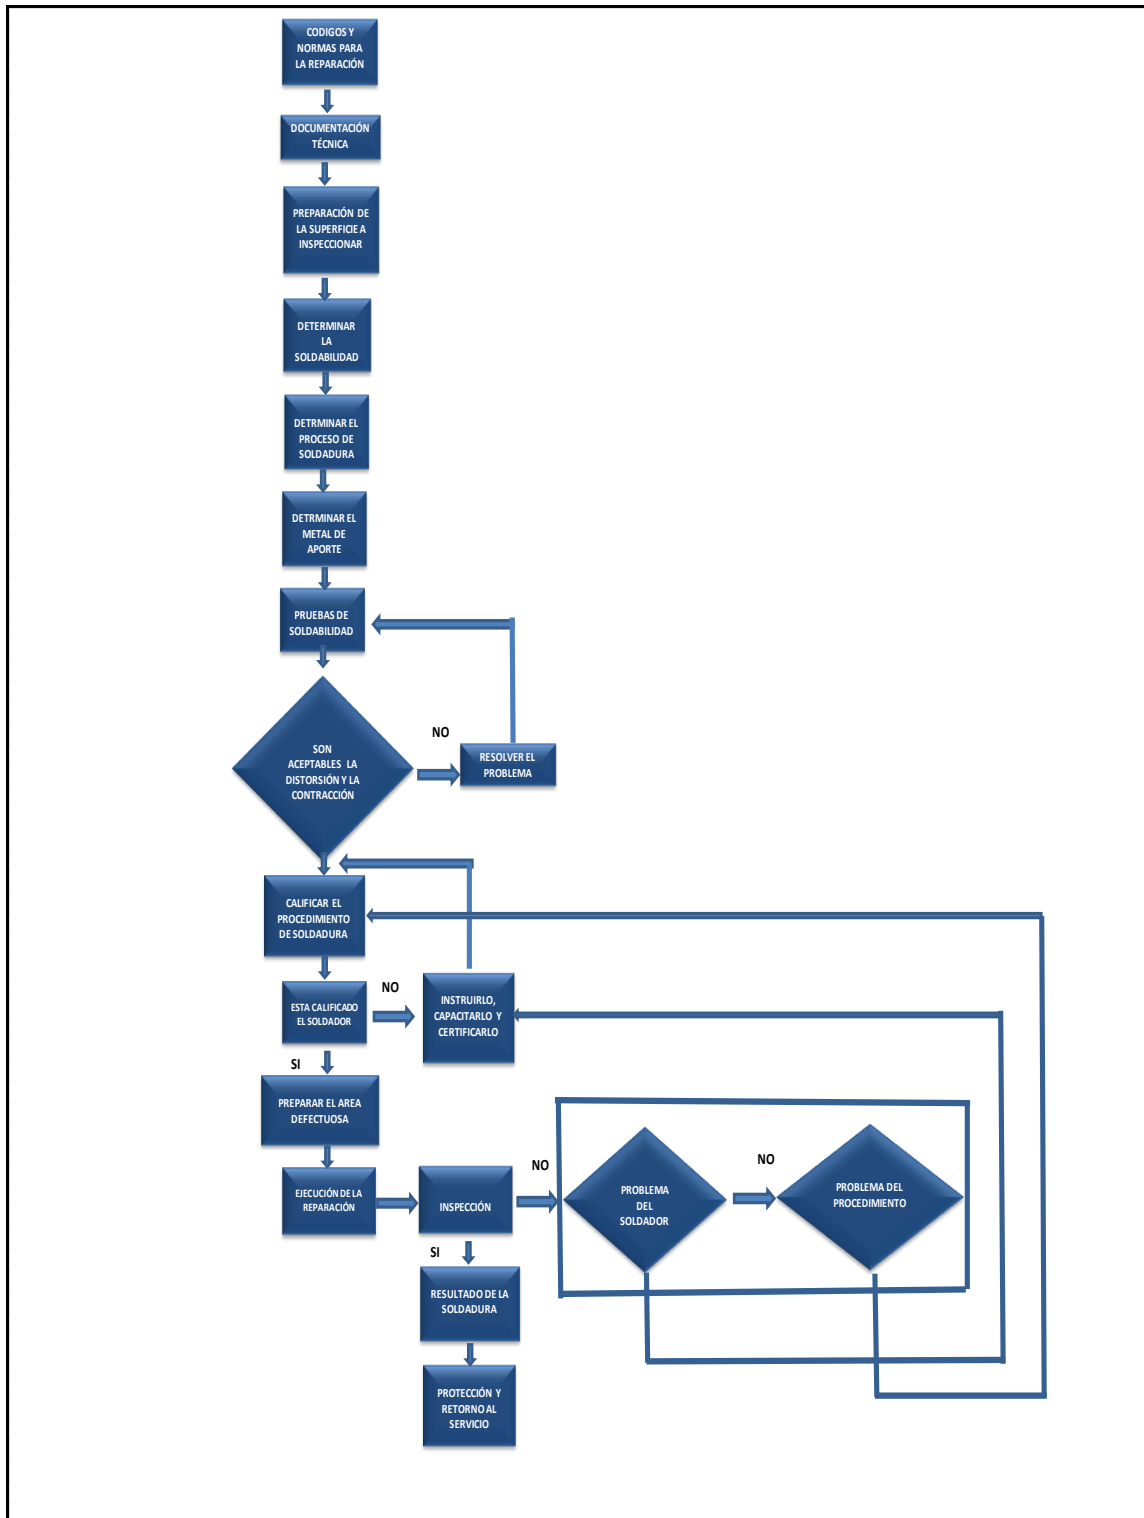 CODIGOS Y
NORMAS PARA
LA REPARACIÓN
DOCUMENTACIÓN
TÉCNICA
PREPARACIÓN DE
LA SUPERFICIE A
INSPECCIONAR
DETERMINAR
LA
SOLDABILIDAD
DETRMINAR EL
PROCESO DE
SOLDADURA
DETRMINAR EL
METAL DE
APORTE
PRUEBAS DE
SOLDABILIDAD
SON
ACEPTABLES LA
DISTORSIÓN Y LA
CONTRACCIÓN
NO
RESOLVER EL
PROBLEMA
CALIFICAR EL
PROCEDIMIENTO
DE SOLDADURA
ESTA CALIFICADO
EL SOLDADOR
NO
INSTRUIRLO,
CAPACITARLO Y
CERTIFICARLO
SI
PREPARAR EL AREA
DEFECTUOSA
EJECUCIÓN DE LA
REPARACIÓN
INSPECCIÓN
NO
PROBLEMA
DEL
SOLDADOR
NO
PROBLEMA DEL
PROCEDIMIENTO
SI
RESULTADO DE LA
SOLDADURA
PROTECCIÓN Y
RETORNO AL
SERVICIO